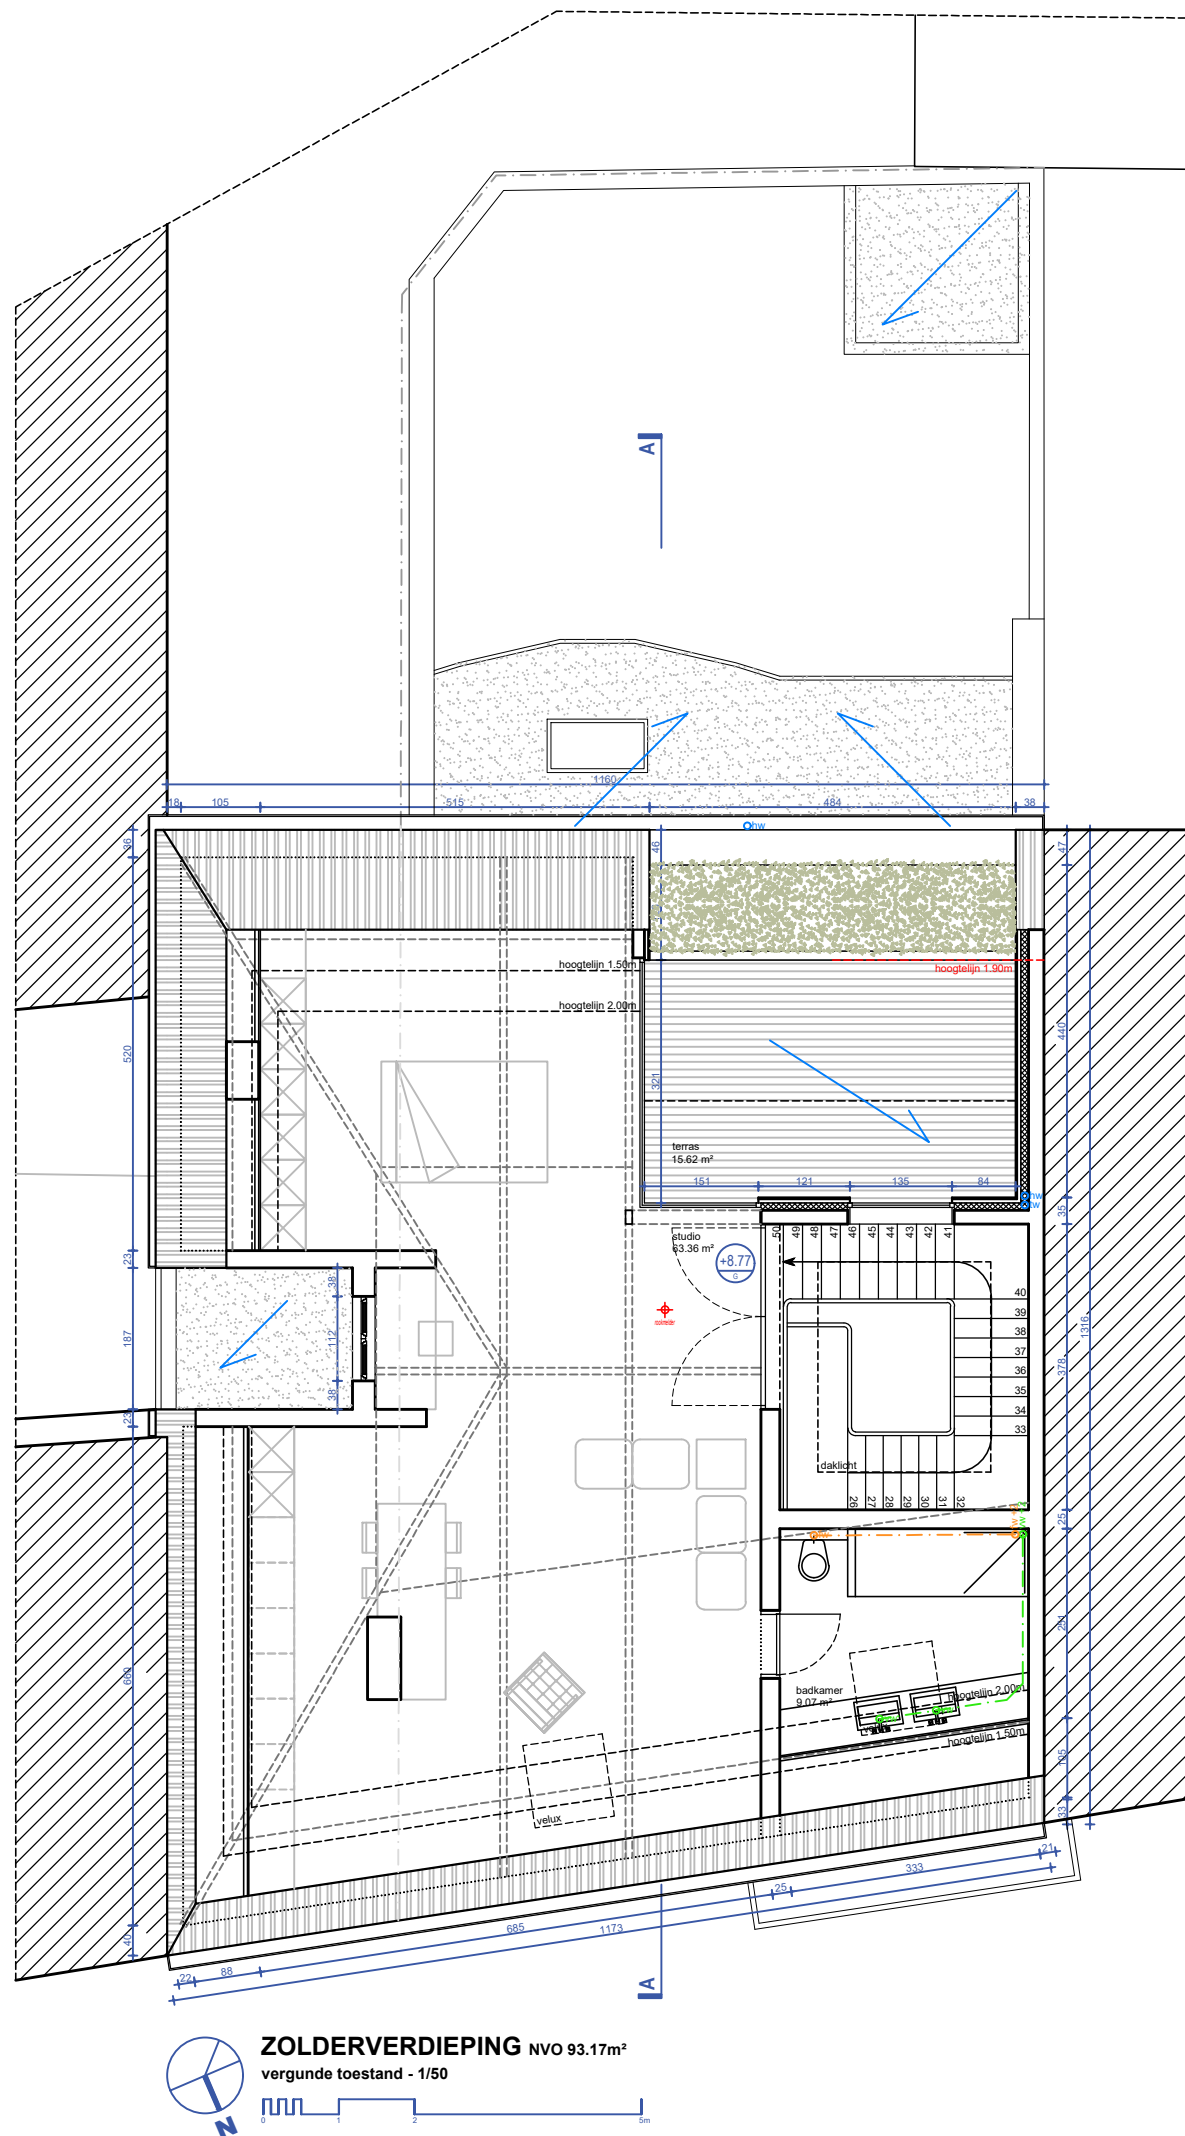 A
1160
18 105 515 484 38
hw
36
46
47
hoogtelijn 1.50m
hoogtelijn 1.90m
hoogtelijn 2.00m
520
321
440
1316
terras
15.62 m²
151 121 135 84
hw
35
studio
63.36 m²
+8.77
G
50 49 48 47 46 45 44 43 42 41
23
38
187
112
38
23
40
39
38
37
36
35
34
33
378
daklicht
26 27 28 29 30 31 32
25
251
660
badkamer
9.07 m²
hoogtelijn 2.00m
velux
hoogtelijn 1.50m
105
33
velux
40
22 88 685 25 333 21
1173
A
ZOLDERVERDIEPING NVO 93.17m²
vergunde toestand - 1/50
N
0 1 2 5m